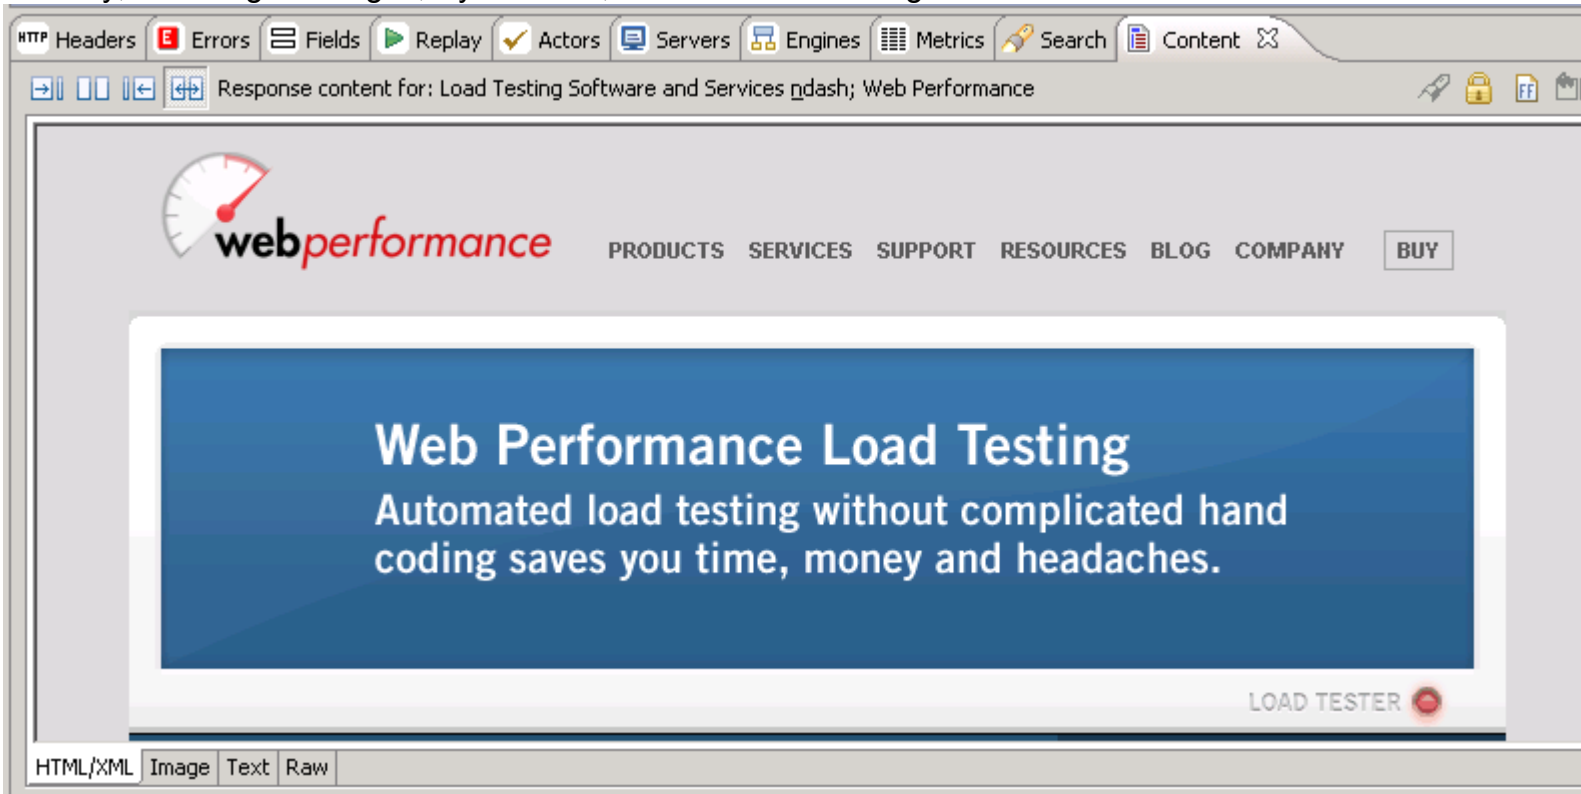 HTTP Headers E Errors Fields Replay Actors Servers Engines Metrics Search Content
Response content for: Load Testing Software and Services ndash; Web Performance FF
webperformance
PRODUCTS SERVICES SUPPORT RESOURCES BLOG COMPANY BUY
Web Performance Load Testing
Automated load testing without complicated hand
coding saves you time, money and headaches.
LOAD TESTER
HTML/XML Image Text Raw